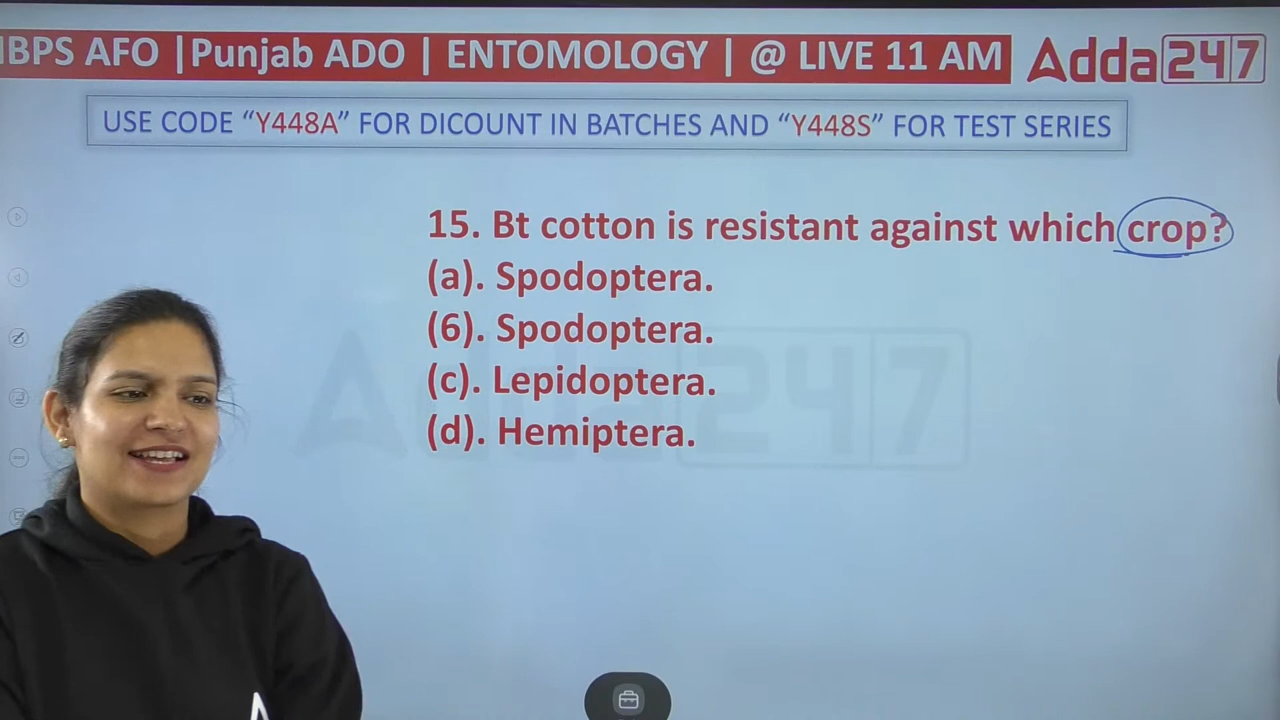 IBPS AFO |Punjab ADO | ENTOMOLOGY | @ LIVE 11 AM Adda247
USE CODE “Y448A” FOR DICOUNT IN BATCHES AND “Y448S” FOR TEST SERIES
15. Bt cotton is resistant against which crop?
(a). Spodoptera.
(6). Spodoptera.
(c). Lepidoptera.
(d). Hemiptera.
Adda247